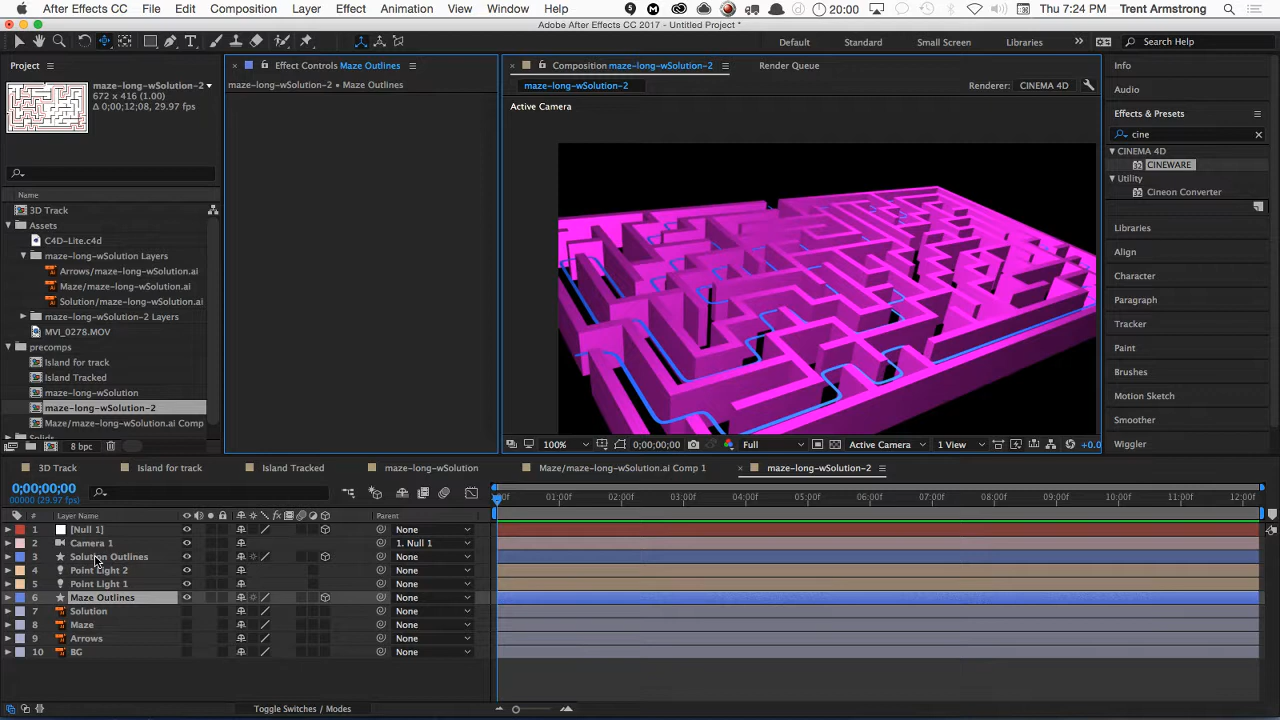 After Effects CC File Edit Composition Layer Effect Animation View Window Help 5 20:00 Thu 7:24 PM Trent Armstrong
Adobe After Effects CC 2017 - Untitled Project *
Default Standard Small Screen Libraries Search Help
Project
maze-long-wSolution-2
672 x 416 (1.00)
Δ 0;00;12;08, 29.97 fps
Name
3D Track
Assets
C4D-Lite.c4d
maze-long-wSolution Layers
Arrows/maze-long-wSolution.ai
Maze/maze-long-wSolution.ai
Solution/maze-long-wSolution.ai
maze-long-wSolution-2 Layers
MVI_0278.MOV
precomps
Island for track
Island Tracked
maze-long-wSolution
maze-long-wSolution-2
Maze/maze-long-wSolution.ai Comp
Solids
8 bpc
Effect Controls Maze Outlines
maze-long-wSolution-2 • Maze Outlines
Composition maze-long-wSolution-2
Render Queue
maze-long-wSolution-2
Renderer: CINEMA 4D
Active Camera
100% 0;00;00;00 Full Active Camera 1 View +0.0
Info
Audio
Effects & Presets
cine
CINEMA 4D
CINEWARE
Utility
Cineon Converter
Libraries
Align
Character
Paragraph
Tracker
Paint
Brushes
Motion Sketch
Smoother
Wiggler
3D Track
Island for track
Island Tracked
maze-long-wSolution
Maze/maze-long-wSolution.ai Comp 1
maze-long-wSolution-2
0;00;00;00
00000 (29.97 fps)
# Layer Name Parent
:00f 01:00f 02:00f 03:00f 04:00f 05:00f 06:00f 07:00f 08:00f 09:00f 10:00f 11:00f 12:00f
1 [Null 1] None
2 Camera 1 1. Null 1
3 Solution Outlines None
4 Point Light 2 None
5 Point Light 1 None
6 Maze Outlines None
7 Solution None
8 Maze None
9 Arrows None
10 BG None
Toggle Switches / Modes